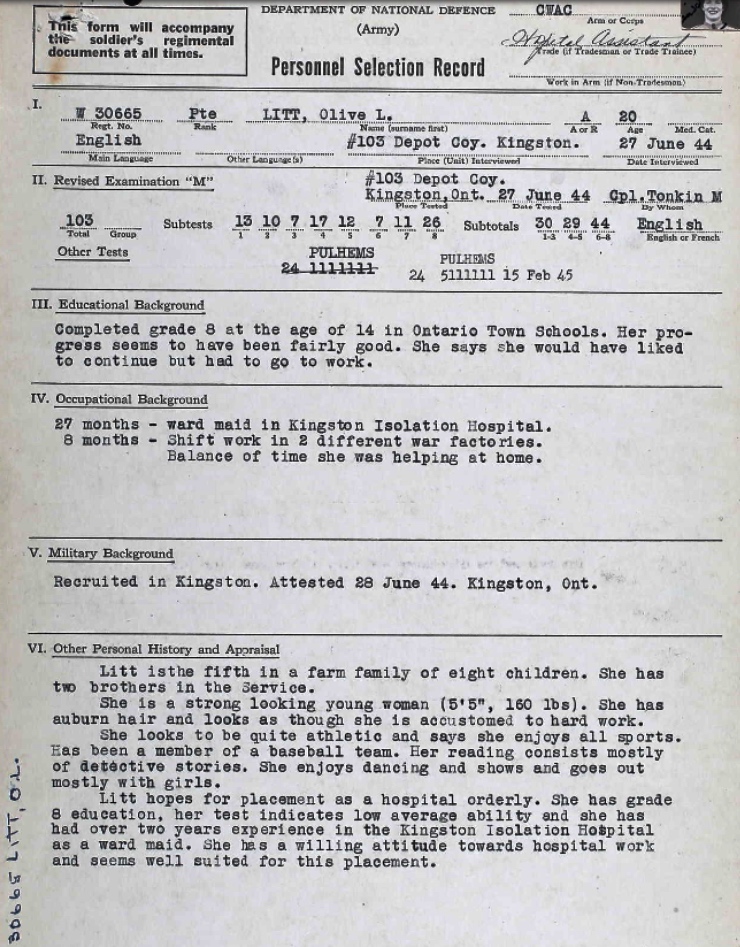 This form will accompany
the soldier's regimental
documents at all times.
DEPARTMENT OF NATIONAL DEFENCE
(Army)
Personnel Selection Record
CWAC
Arm or Corps
Hospital Assistant
Trade (if Tradesman or Trade Trainee)
Work in Arm (if Non-Tradesman)
I.
W 30665 Pte LITT, Olive L. A 20
Regt. No. Rank Name (surname first) A or R Age Med. Cat.
English #103 Depot Coy. Kingston. 27 June 44
Main Language Other Language(s) Place (Unit) Interviewed Date Interviewed
II. Revised Examination "M" #103 Depot Coy.
Kingston,Ont. 27 June 44 Cpl.Tonkin M
Place Tested Date Tested By Whom
103 Subtests 13 10 7 17 12 7 11 26 Subtotals 30 29 44 English
Total Group 1 2 3 4 5 6 7 8 1-3 4-5 6-8 English or French
Other Tests PULHEMS PULHEMS
24 1111111 24 5111111 15 Feb 45
III. Educational Background
Completed grade 8 at the age of 14 in Ontario Town Schools. Her pro-
gress seems to have been fairly good. She says she would have liked
to continue but had to go to work.
IV. Occupational Background
27 months - ward maid in Kingston Isolation Hospital.
8 months - Shift work in 2 different war factories.
Balance of time she was helping at home.
V. Military Background
Recruited in Kingston. Attested 28 June 44. Kingston, Ont.
VI. Other Personal History and Appraisal
Litt isthe fifth in a farm family of eight children. She has
two brothers in the Service.
She is a strong looking young woman (5'5", 160 lbs). She has
auburn hair and looks as though she is accustomed to hard work.
She looks to be quite athletic and says she enjoys all sports.
Has been a member of a baseball team. Her reading consists mostly
of detective stories. She enjoys dancing and shows and goes out
mostly with girls.
Litt hopes for placement as a hospital orderly. She has grade
8 education, her test indicates low average ability and she has
had over two years experience in the Kingston Isolation Hospital
as a ward maid. She has a willing attitude towards hospital work
and seems well suited for this placement.
30665 LITT, O.L.